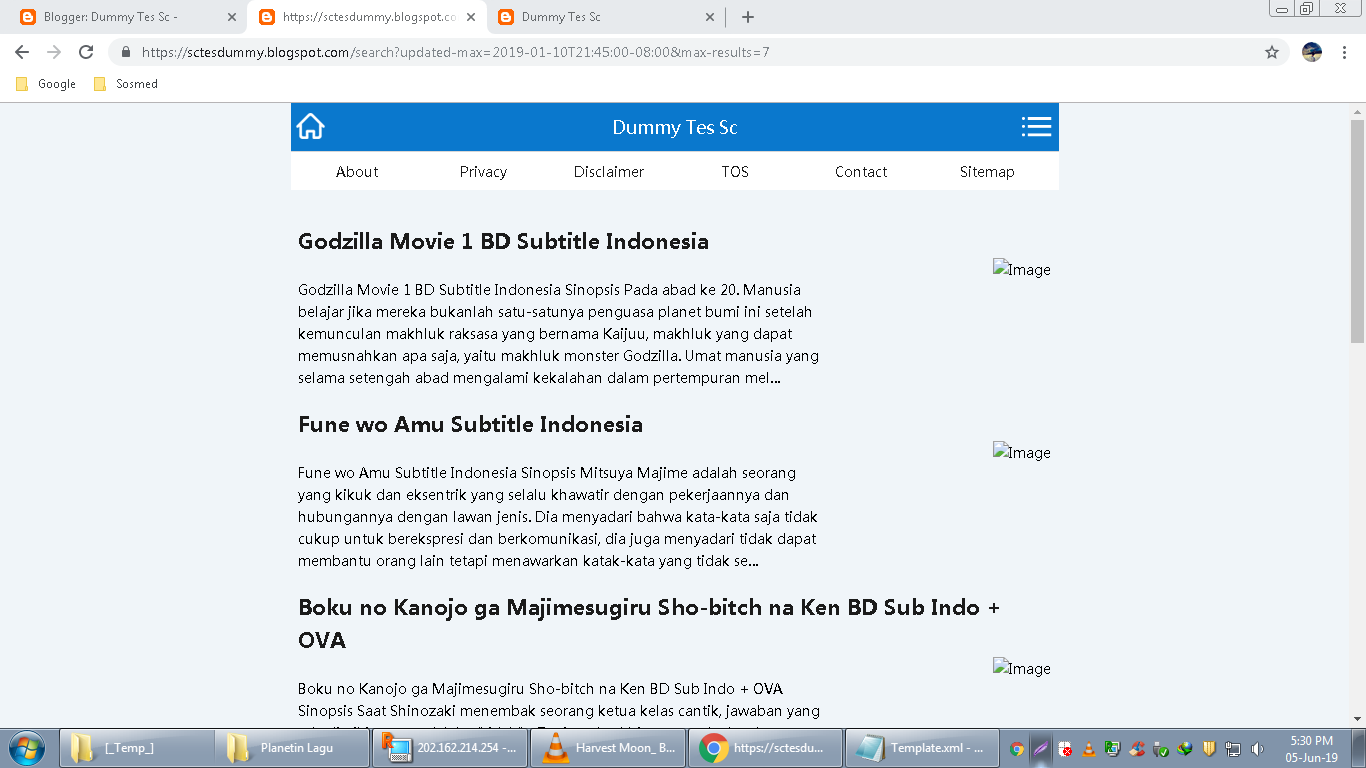 Blogger: Dummy Tes Sc -
https://sctesdummy.blogspot.co
Dummy Tes Sc
https://sctesdummy.blogspot.com/search?updated-max=2019-01-10T21:45:00-08:00&max-results=7
Google Sosmed
Dummy Tes Sc
About Privacy Disclaimer TOS Contact Sitemap
Godzilla Movie 1 BD Subtitle Indonesia
Image
Godzilla Movie 1 BD Subtitle Indonesia Sinopsis Pada abad ke 20. Manusia
belajar jika mereka bukanlah satu-satunya penguasa planet bumi ini setelah
kemunculan makhluk raksasa yang bernama Kaijuu, makhluk yang dapat
memusnahkan apa saja, yaitu makhluk monster Godzilla. Umat manusia yang
selama setengah abad mengalami kekalahan dalam pertempuran mel...
Fune wo Amu Subtitle Indonesia
Image
Fune wo Amu Subtitle Indonesia Sinopsis Mitsuya Majime adalah seorang
yang kikuk dan eksentrik yang selalu khawatir dengan pekerjaannya dan
hubungannya dengan lawan jenis. Dia menyadari bahwa kata-kata saja tidak
cukup untuk berekspresi dan berkomunikasi, dia juga menyadari tidak dapat
membantu orang lain tetapi menawarkan katak-kata yang tidak se...
Boku no Kanojo ga Majimesugiru Sho-bitch na Ken BD Sub Indo +
OVA
Image
Boku no Kanojo ga Majimesugiru Sho-bitch na Ken BD Sub Indo + OVA
Sinopsis Saat Shinozaki menembak seorang ketua kelas cantik, jawaban yang
[_Temp_]
Planetin Lagu
202.162.214.254 -...
Harvest Moon_ B...
https://sctesdu...
Template.xml - ...
5:30 PM
05-Jun-19